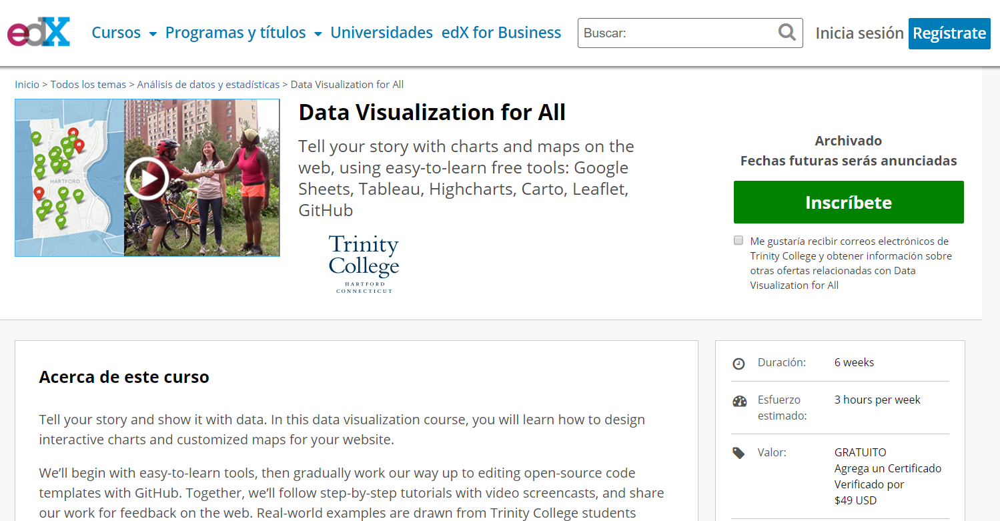 edX
Cursos
Programas y títulos
Universidades
edX for Business
Buscar:
Inicia sesión
Regístrate
Inicio > Todos los temas > Análisis de datos y estadísticas > Data Visualization for All
HARTFORD
Data Visualization for All
Tell your story with charts and maps on the
web, using easy-to-learn free tools: Google
Sheets, Tableau, Highcharts, Carto, Leaflet,
GitHub
Trinity
College
HARTFORD
CONNECTICUT
Archivado
Fechas futuras serás anunciadas
Inscríbete
Me gustaría recibir correos electrónicos de
Trinity College y obtener información sobre
otras ofertas relacionadas con Data
Visualization for All
Acerca de este curso
Tell your story and show it with data. In this data visualization course, you will learn how to design
interactive charts and customized maps for your website.
We’ll begin with easy-to-learn tools, then gradually work our way up to editing open-source code
templates with GitHub. Together, we’ll follow step-by-step tutorials with video screencasts, and share
our work for feedback on the web. Real-world examples are drawn from Trinity College students
Duración: 6 weeks
Esfuerzo 3 hours per week
estimado:
Valor: GRATUITO
Agrega un Certificado
Verificado por
$49 USD